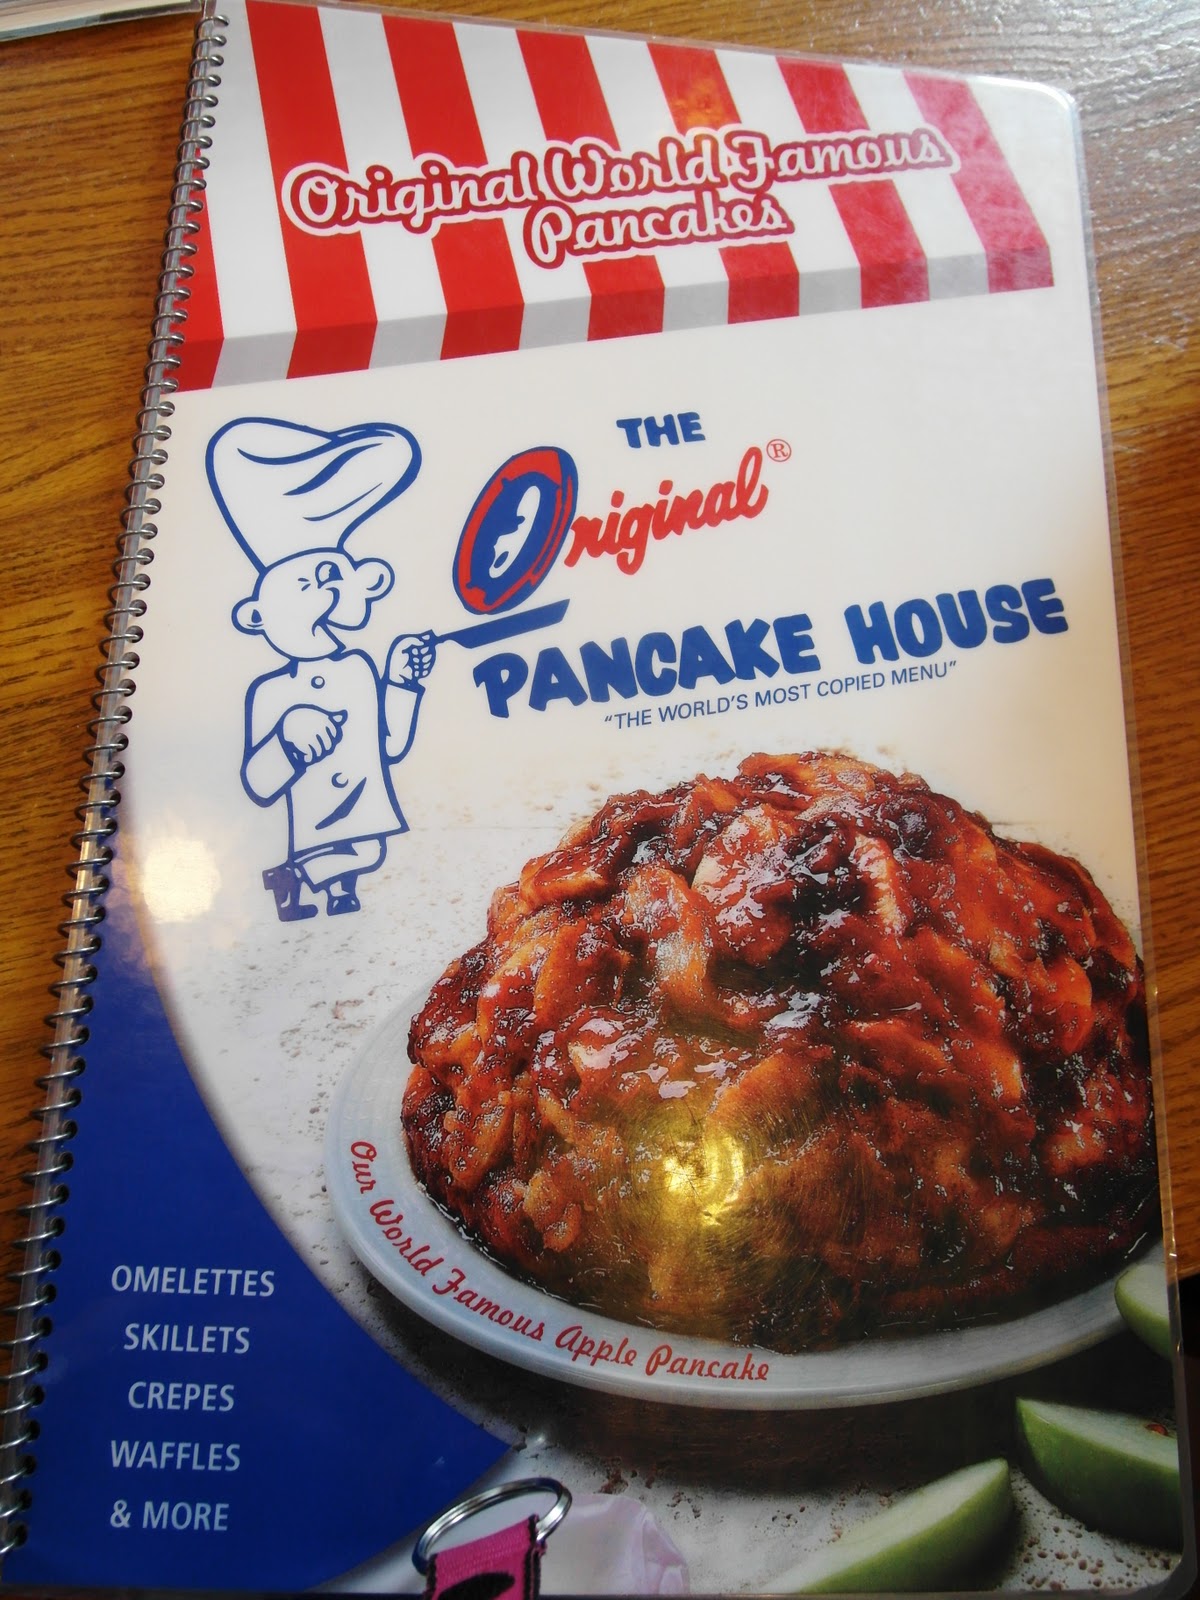 Original World Famous
Pancakes
THE
Original®
PANCAKE HOUSE
“THE WORLD'S MOST COPIED MENU”
Our World Famous Apple Pancake
OMELETTES
SKILLETS
CREPES
WAFFLES
& MORE